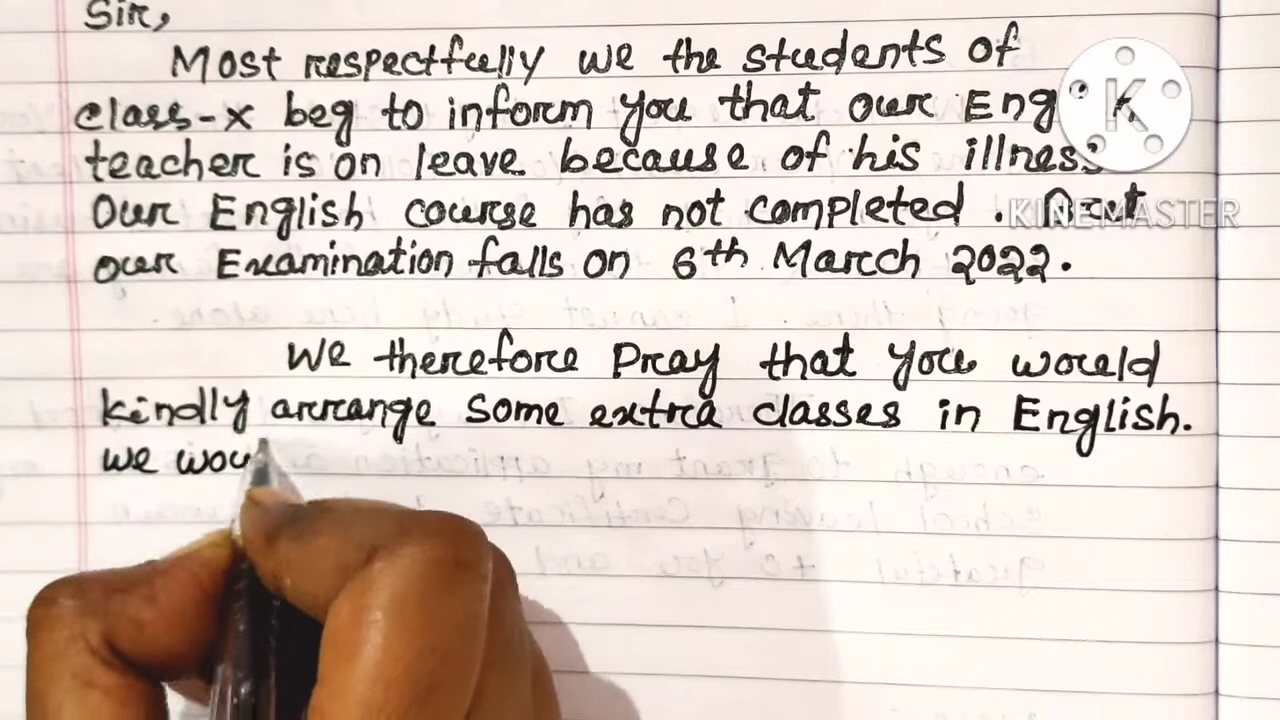 Sir,
Most respectfully we the students of
class-x beg to inform you that our Eng
teacher is on leave because of his illness
Our English course has not completed. But
our Examination falls on 6th March 2022.
We therefore Pray that you would
kindly arrange some extra classes in English.
we wou
K
KINEMASTER